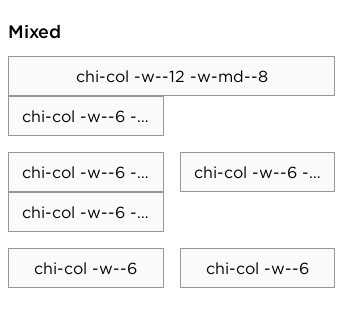 Mixed
chi-col -w--12 -w-md--8
chi-col -w--6 -...
chi-col -w--6 -... chi-col -w--6 -...
chi-col -w--6 -...
chi-col -w--6 chi-col -w--6